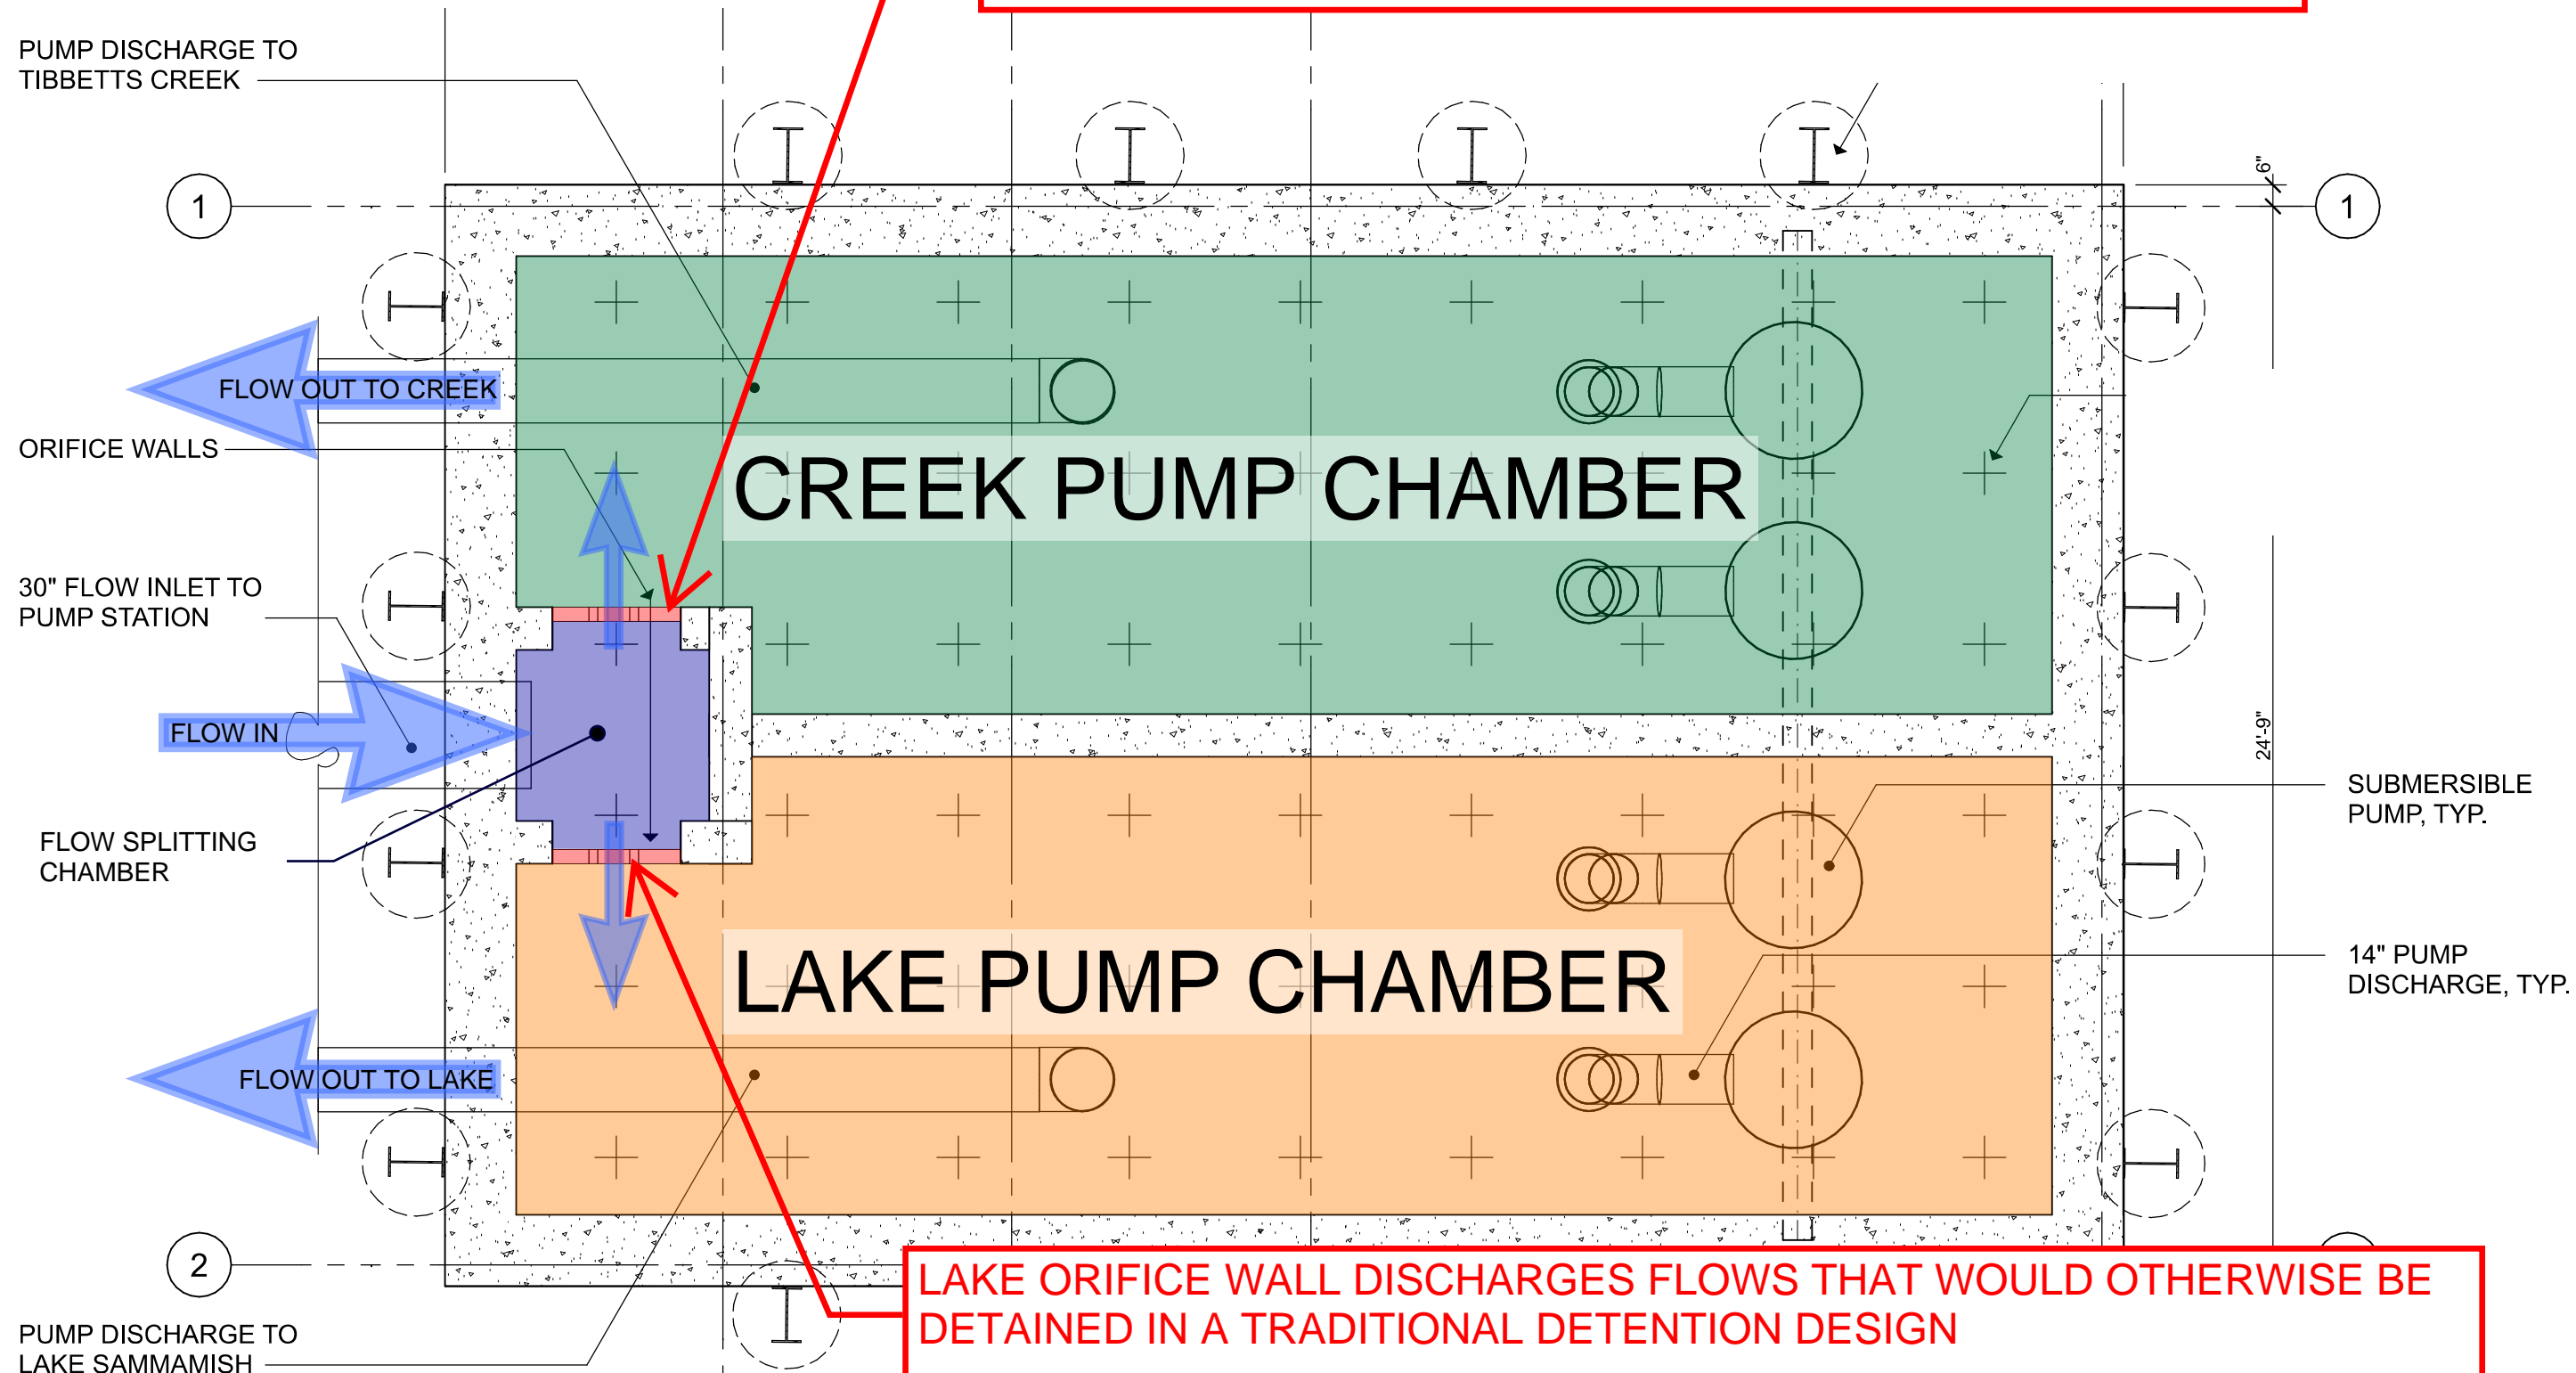 PUMP DISCHARGE TO
TIBBETTS CREEK
1
6"
1
FLOW OUT TO CREEK
ORIFICE WALLS
CREEK PUMP CHAMBER
30" FLOW INLET TO
PUMP STATION
FLOW IN
24'-9"
SUBMERSIBLE
PUMP, TYP.
FLOW SPLITTING
CHAMBER
LAKE PUMP CHAMBER
14" PUMP
DISCHARGE, TYP.
FLOW OUT TO LAKE
2
LAKE ORIFICE WALL DISCHARGES FLOWS THAT WOULD OTHERWISE BE
DETAINED IN A TRADITIONAL DETENTION DESIGN
PUMP DISCHARGE TO
LAKE SAMMAMISH